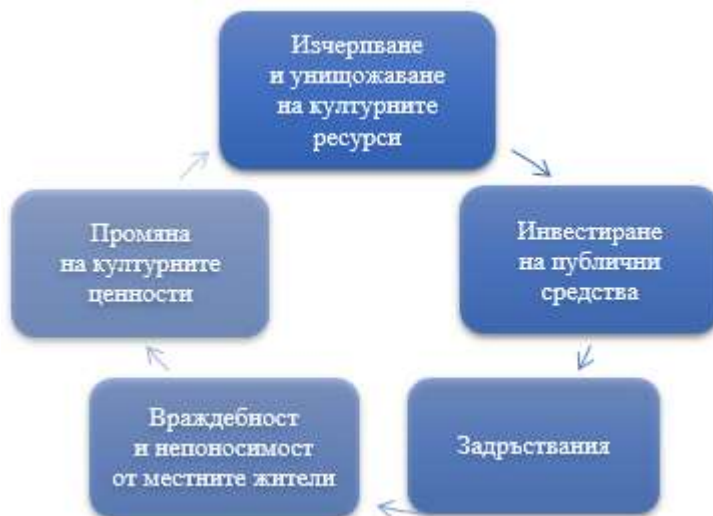 Изчерпване
и унищожаване
на културните
ресурси
Инвестиране
на публични
средства
Задръствания
Враждебност
и непоносимост
от местните жители
Промяна
на културните
ценности